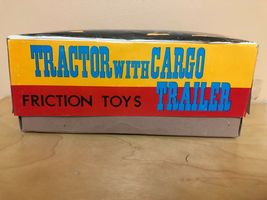 TRACTOR WITH CARGO
FRICTION TOYS TRAILER